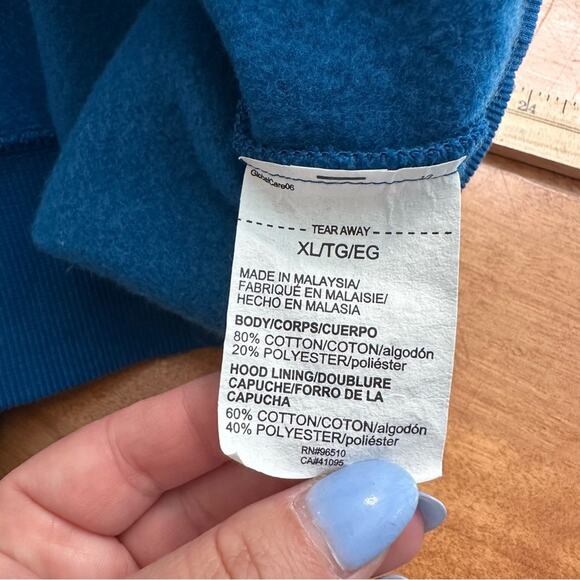 GlobalCare06
TEAR AWAY
XL/TG/EG
MADE IN MALAYSIA/
FABRIQUÉ EN MALAISIE/
HECHO EN MALASIA
BODY/CORPS/CUERPO
80% COTTON/COTON/algodón
20% POLYESTER/poliéster
HOOD LINING/DOUBLURE
CAPUCHE/FORRO DE LA
CAPUCHA
60% COTTON/COTON/algodón
40% POLYESTER/poliéster
RN#96510
CA#41095
24